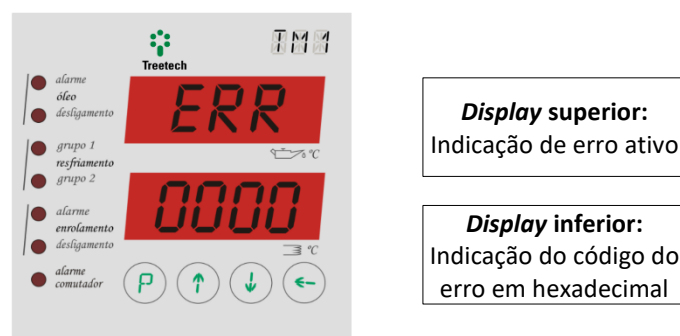 Treetech
TM1
alarme
óleo
desligamento
ERR
°C
grupo 1
resfriamento
grupo 2
0000
alarme
enrolamento
desligamento
°C
alarme
comutador
P
Display superior:
Indicação de erro ativo
Display inferior:
Indicação do código do
erro em hexadecimal